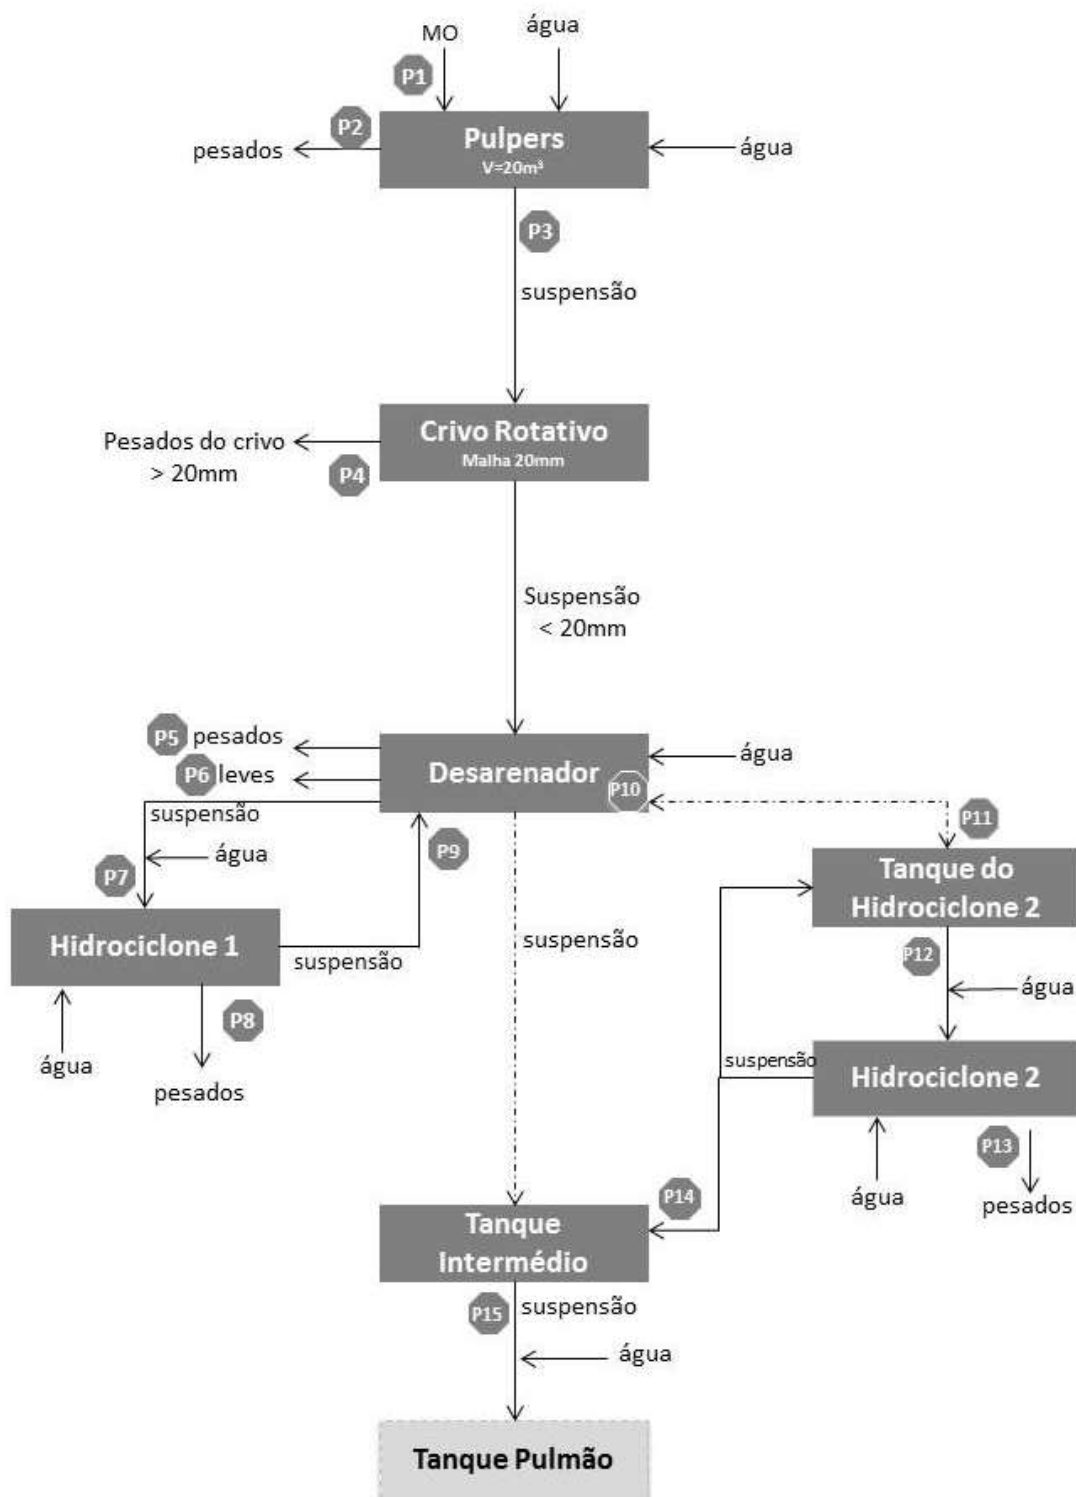 MO
água
P1
P2
pesados
Pulpers
V=20m³
água
P3
suspensão
Pesados do crivo
> 20mm
P4
Crivo Rotativo
Malha 20mm
Suspensão
< 20mm
P5
pesados
P6
leves
Desarenador
P10
água
suspensão
água
P7
P9
P11
Hidrociclone 1
suspensão
água
P8
pesados
suspensão
Tanque do
Hidrociclone 2
P12
água
suspensão
Hidrociclone 2
água
P13
pesados
P14
Tanque
Intermédio
P15
suspensão
água
Tanque Pulmão